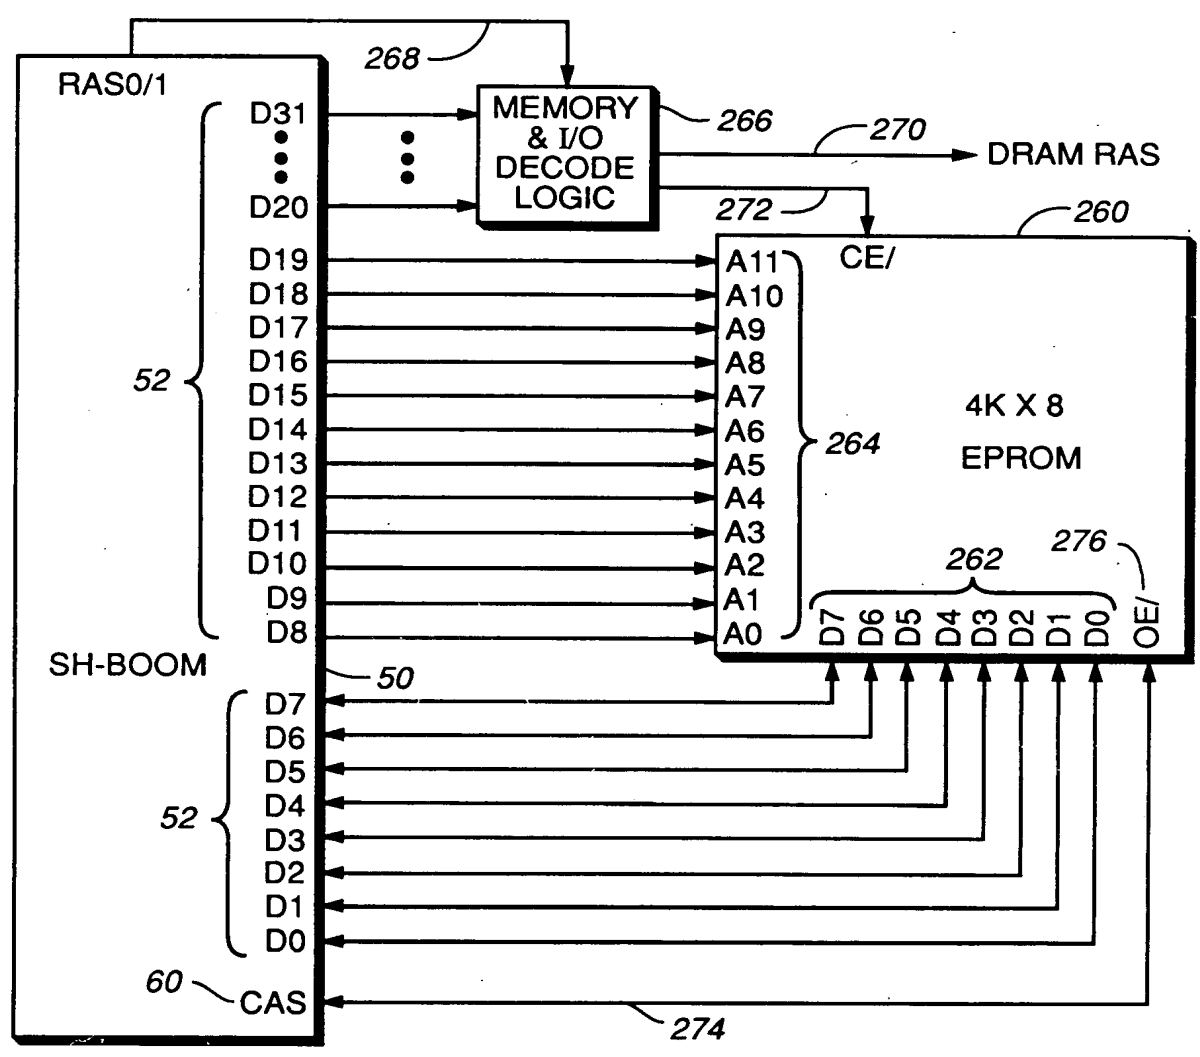 268
RAS0/1
D31
D20
MEMORY
& I/O
DECODE
LOGIC
266
270
DRAM RAS
272
260
CE/
52
D19
D18
D17
D16
D15
D14
D13
D12
D11
D10
D9
D8
A11
A10
A9
A8
A7
A6
A5
A4
A3
A2
A1
A0
264
4K X 8
EPROM
276
262
D7
D6
D5
D4
D3
D2
D1
D0
OE/
SH-BOOM
50
52
D7
D6
D5
D4
D3
D2
D1
D0
60
CAS
274